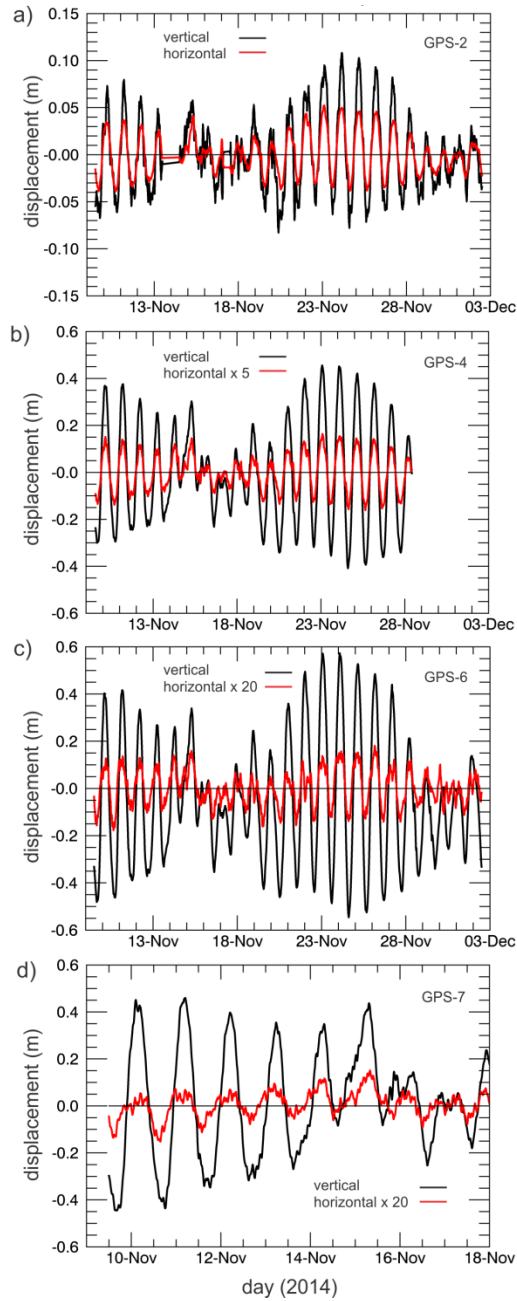 a)
vertical
horizontal
GPS-2
displacement (m)
0.15
0.10
0.05
-0.00
-0.05
-0.10
-0.15
13-Nov 18-Nov 23-Nov 28-Nov 03-Dec
b)
vertical
horizontal x 5
GPS-4
displacement (m)
0.6
0.4
0.2
-0.0
-0.2
-0.4
-0.6
13-Nov 18-Nov 23-Nov 28-Nov 03-Dec
c)
vertical
horizontal x 20
GPS-6
displacement (m)
0.6
0.4
0.2
-0.0
-0.2
-0.4
-0.6
13-Nov 18-Nov 23-Nov 28-Nov 03-Dec
d)
GPS-7
displacement (m)
0.6
0.4
0.2
0.0
-0.2
-0.4
-0.6
vertical
horizontal x 20
10-Nov 12-Nov 14-Nov 16-Nov 18-Nov
day (2014)